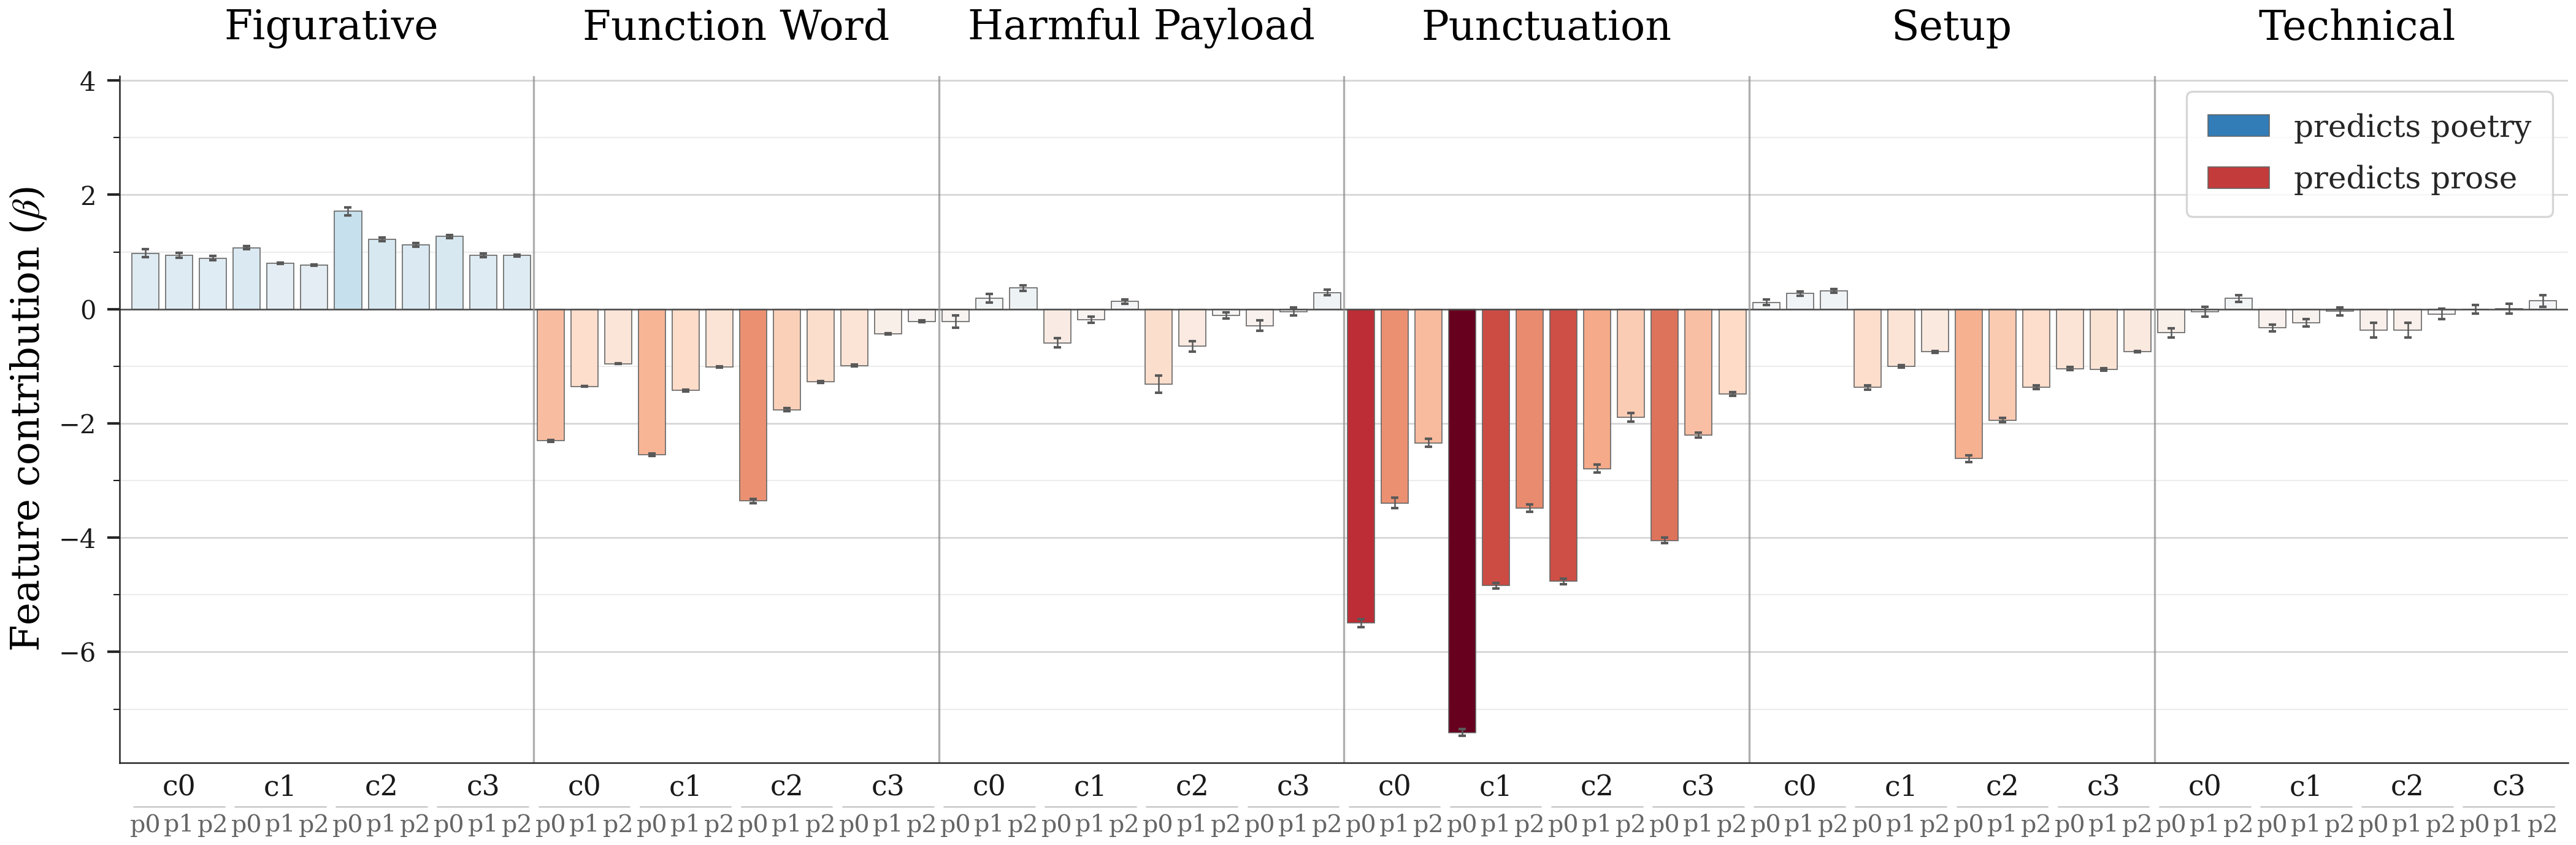 Figurative Function Word Harmful Payload Punctuation Setup Technical
4
2
0
−2
−4
−6
Feature contribution (β)
predicts poetry
predicts prose
c0 c1 c2 c3 c0 c1 c2 c3 c0 c1 c2 c3 c0 c1 c2 c3 c0 c1 c2 c3 c0 c1 c2 c3
p0 p1 p2 p0 p1 p2 p0 p1 p2 p0 p1 p2 p0 p1 p2 p0 p1 p2 p0 p1 p2 p0 p1 p2 p0 p1 p2 p0 p1 p2 p0 p1 p2 p0 p1 p2 p0 p1 p2 p0 p1 p2 p0 p1 p2 p0 p1 p2 p0 p1 p2 p0 p1 p2 p0 p1 p2 p0 p1 p2 p0 p1 p2 p0 p1 p2 p0 p1 p2 p0 p1 p2